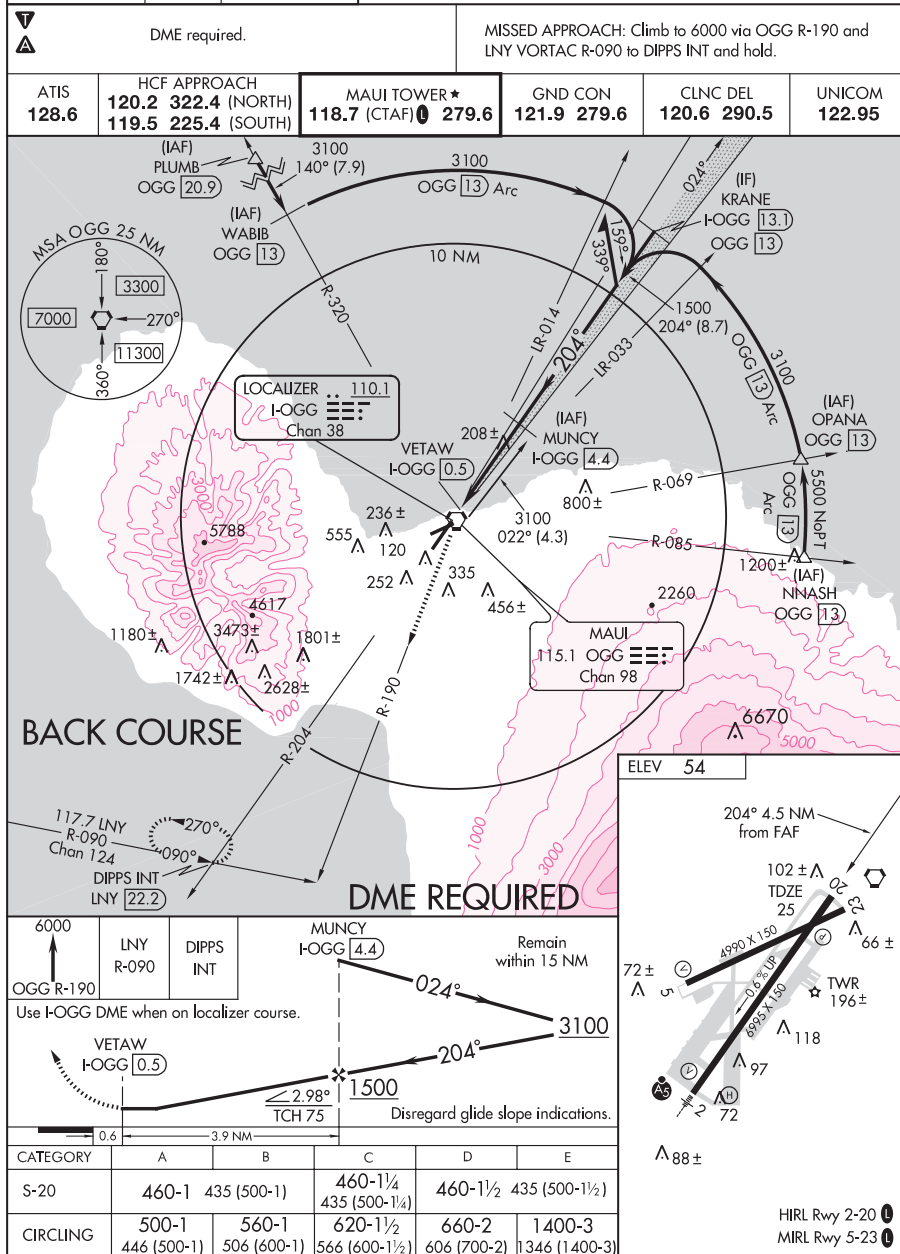 T
A
DME required.
MISSED APPROACH: Climb to 6000 via OGG R-190 and
LNY VORTAC R-090 to DIPPS INT and hold.
ATIS
128.6
HCF APPROACH
120.2 322.4 (NORTH)
119.5 225.4 (SOUTH)
MAUI TOWER★
118.7 (CTAF) L 279.6
GND CON
121.9 279.6
CLNC DEL
120.6 290.5
UNICOM
122.95
(IAF)
PLUMB
OGG 20.9
3100
140° (7.9)
3100
OGG 13 Arc
024°
(IF)
KRANE
I-OGG 13.1
OGG 13
(IAF)
WABIB
OGG 13
159°
339°
MSA OGG 25 NM
180°
3300
7000
270°
11300
360°
10 NM
R-320
LR-014
204°
LR-033
1500
204° (8.7)
3100
OGG 13 Arc
LOCALIZER 110.1
I-OGG
Chan 38
(IAF)
OPANA
OGG 13
208±
(IAF)
MUNCY
I-OGG 4.4
VETAW
I-OGG 0.5
R-069
800±
3100
022° (4.3)
5500 NoPT
OGG 13
Arc
3000
5788
236±
555
120
252
335
456±
R-085
1200±
(IAF)
NNASH
OGG 13
2260
4617
3473±
1180±
1801±
1742±
2628±
1000
MAUI
115.1 OGG
Chan 98
R-190
R-204
BACK COURSE
6670
5000
1000
3000
117.7 LNY
R-090
Chan 124
270°
090°
DIPPS INT
LNY 22.2
DME REQUIRED
ELEV 54
204° 4.5 NM
from FAF
102±
TDZE
25
20
23
66±
4990 X 150
P
72±
5
V
0.6% UP
6995 X 150
TWR
196±
118
97
V
A5
2
H
72
88±
HIRL Rwy 2-20 L
MIRL Rwy 5-23 L
6000
OGG R-190
LNY
R-090
DIPPS
INT
MUNCY
I-OGG 4.4
Remain
within 15 NM
Use I-OGG DME when on localizer course.
024°
3100
204°
VETAW
I-OGG 0.5
1500
2.98°
TCH 75
Disregard glide slope indications.
0.6
3.9 NM
CATEGORY A B C D E
S-20 460-1 435 (500-1) 460-1¼ 435 (500-1¼) 460-1½ 435 (500-1½)
CIRCLING 500-1 560-1 620-1½ 660-2 1400-3
446 (500-1) 506 (600-1) 566 (600-1½) 606 (700-2) 1346 (1400-3)